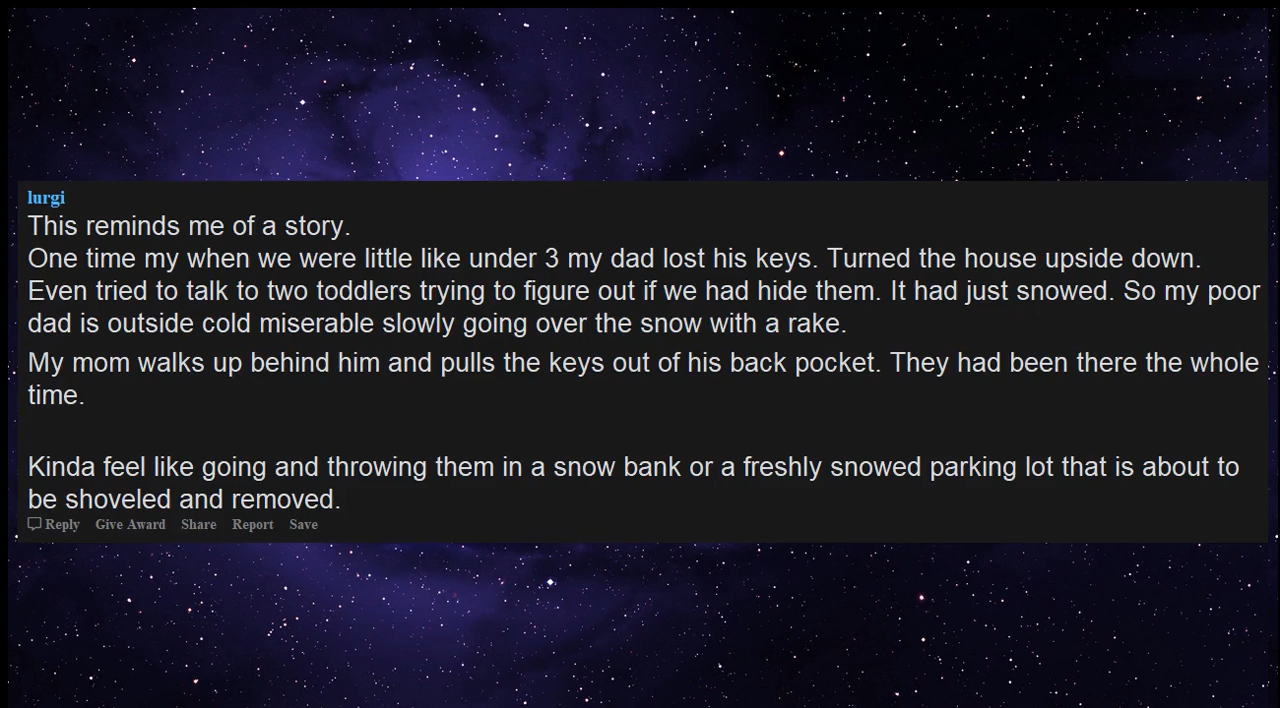 lurgi
This reminds me of a story.
One time my when we were little like under 3 my dad lost his keys. Turned the house upside down.
Even tried to talk to two toddlers trying to figure out if we had hide them. It had just snowed. So my poor
dad is outside cold miserable slowly going over the snow with a rake.
My mom walks up behind him and pulls the keys out of his back pocket. They had been there the whole
time.
Kinda feel like going and throwing them in a snow bank or a freshly snowed parking lot that is about to
be shoveled and removed.
Reply Give Award Share Report Save